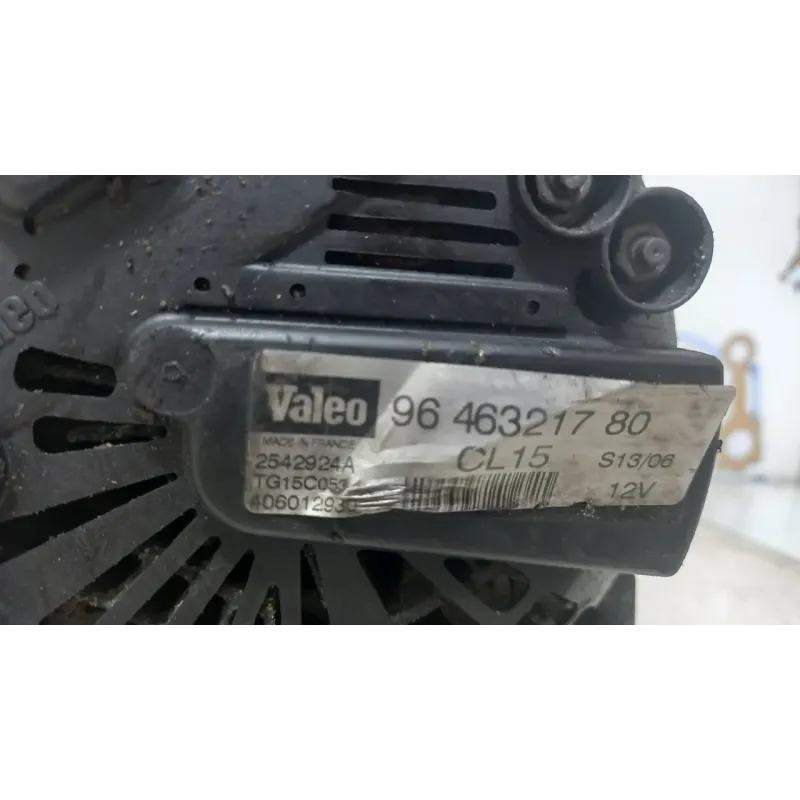 Valeo 96 463217 80
MADE IN FRANCE
2542924A CL15 S13/06
TG15C053
40601293 12V